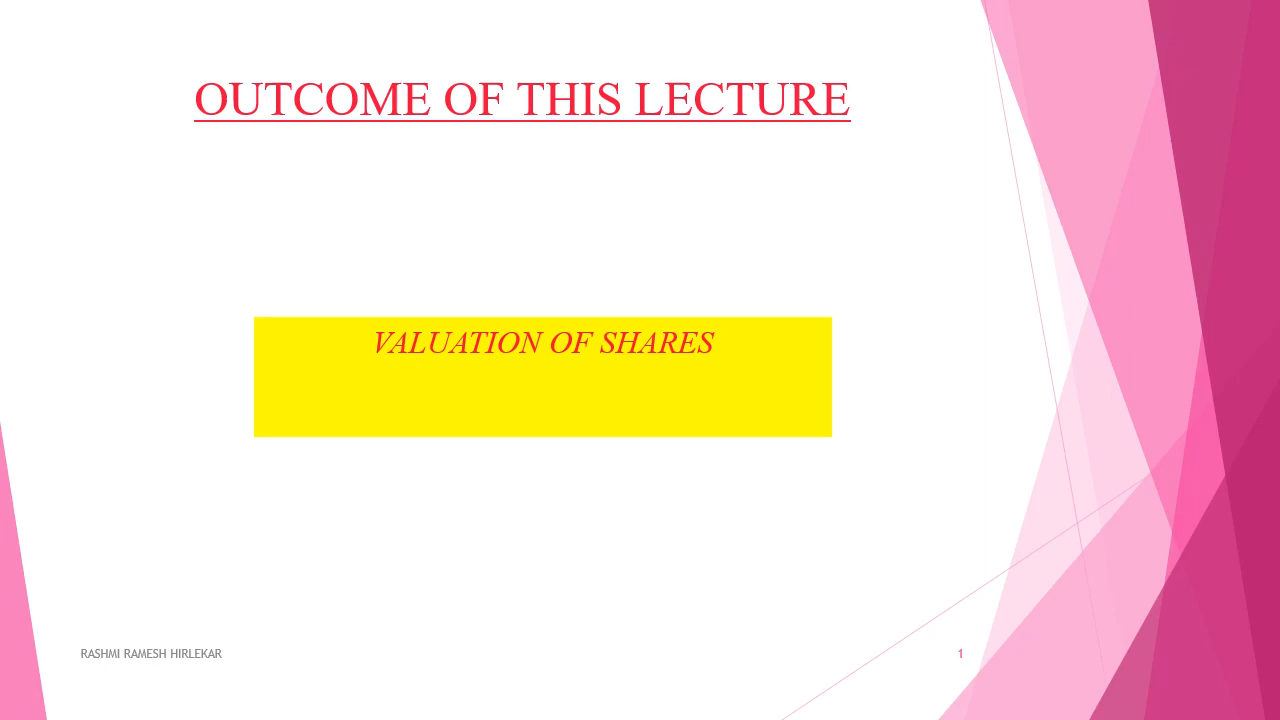 OUTCOME OF THIS LECTURE
VALUATION OF SHARES
RASHMI RAMESH HIRLEKAR
1